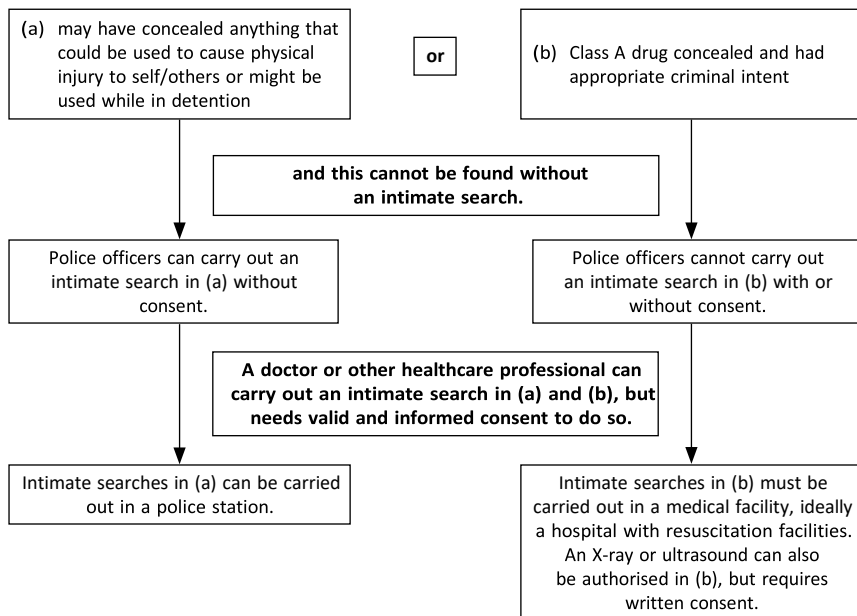 (a) may have concealed anything that
could be used to cause physical
injury to self/others or might be
used while in detention
or
(b) Class A drug concealed and had
appropriate criminal intent
and this cannot be found without
an intimate search.
Police officers can carry out an
intimate search in (a) without
consent.
Police officers cannot carry out
an intimate search in (b) with or
without consent.
A doctor or other healthcare professional can
carry out an intimate search in (a) and (b), but
needs valid and informed consent to do so.
Intimate searches in (a) can be carried
out in a police station.
Intimate searches in (b) must be
carried out in a medical facility, ideally
a hospital with resuscitation facilities.
An X-ray or ultrasound can also
be authorised in (b), but requires
written consent.